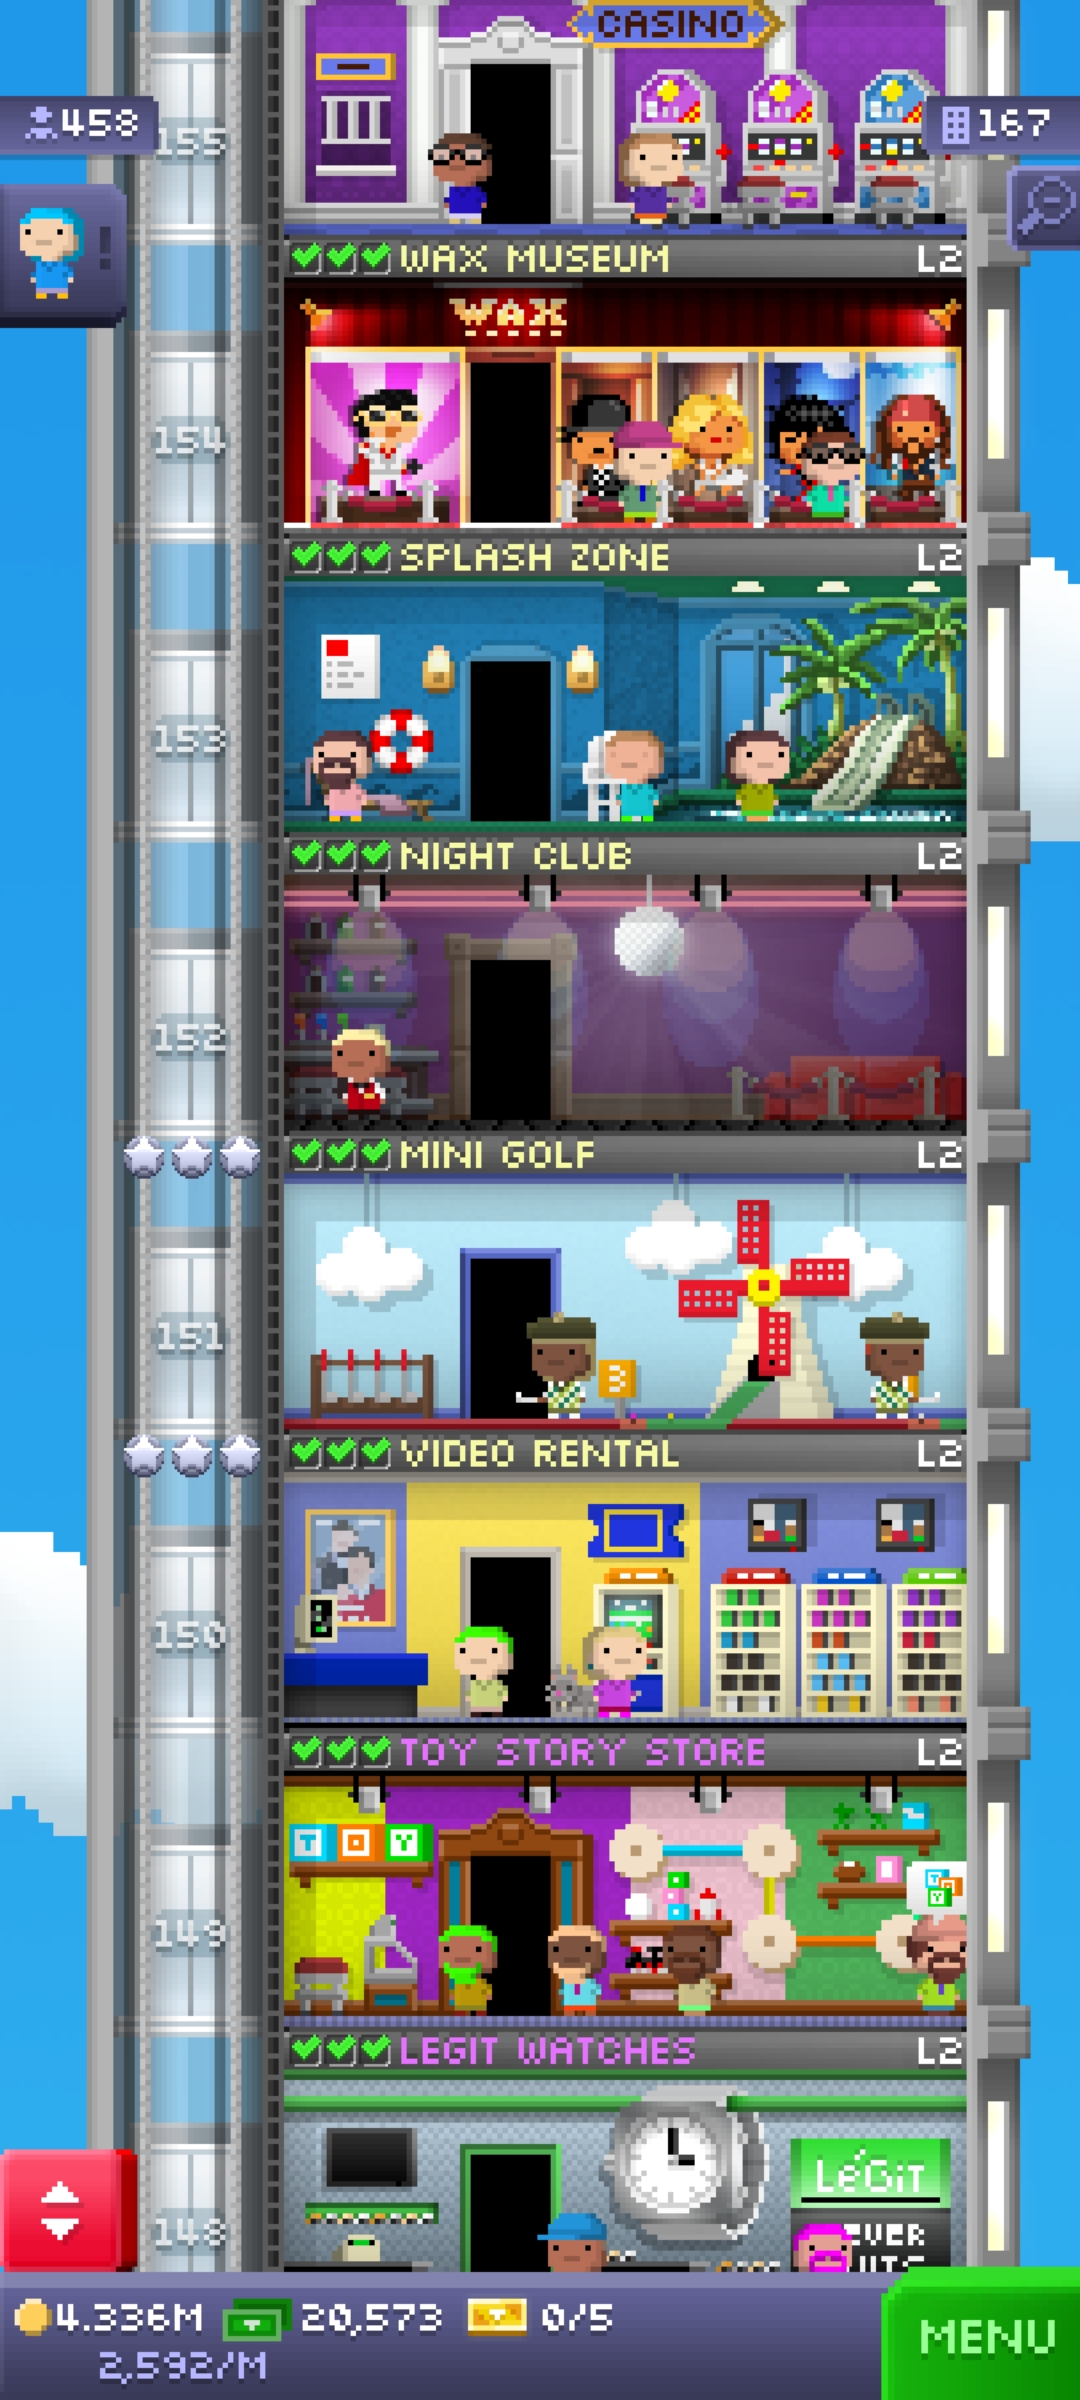 CASINO
458
155
167
WAX MUSEUM L2
WAX
154
SPLASH ZONE L2
153
NIGHT CLUB L2
152
MINI GOLF L2
151
3
VIDEO RENTAL L2
150
TOY STORY STORE L2
TOY
149
LEGIT WATCHES L2
LéGiT
148
4.336M 20,573 0/5
2,592/M
MENU